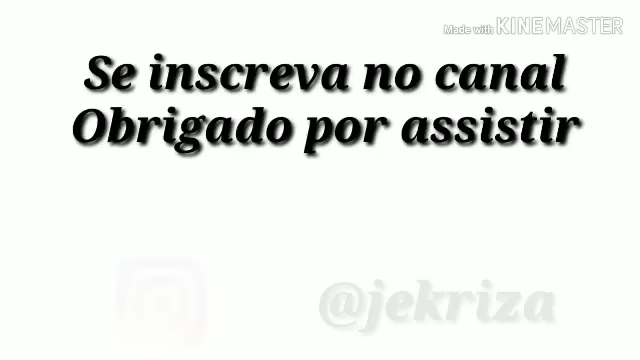 Made with KINEMASTER
Se inscreva no canal
Obrigado por assistir
@jekriza